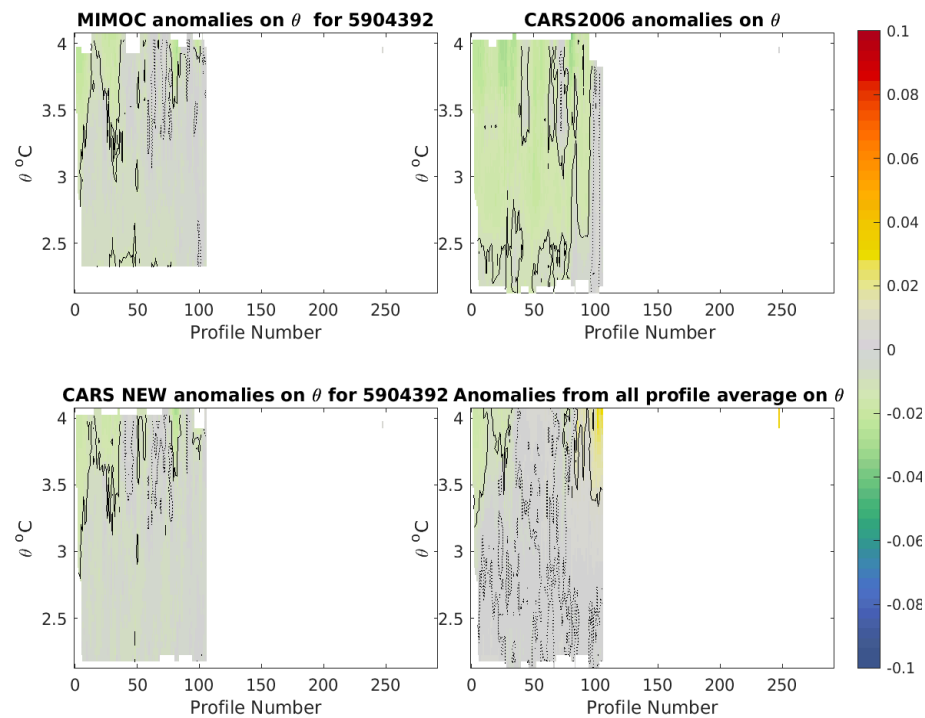 MIMOC anomalies on θ for 5904392
4
3.5
3
2.5
θ °C
0 50 100 150 200 250
Profile Number
CARS2006 anomalies on θ
4
3.5
3
2.5
θ °C
0 50 100 150 200 250
Profile Number
CARS NEW anomalies on θ for 5904392
4
3.5
3
2.5
θ °C
0 50 100 150 200 250
Profile Number
Anomalies from all profile average on θ
4
3.5
3
2.5
θ °C
0 50 100 150 200 250
Profile Number
0.1
0.08
0.06
0.04
0.02
0
-0.02
-0.04
-0.06
-0.08
-0.1